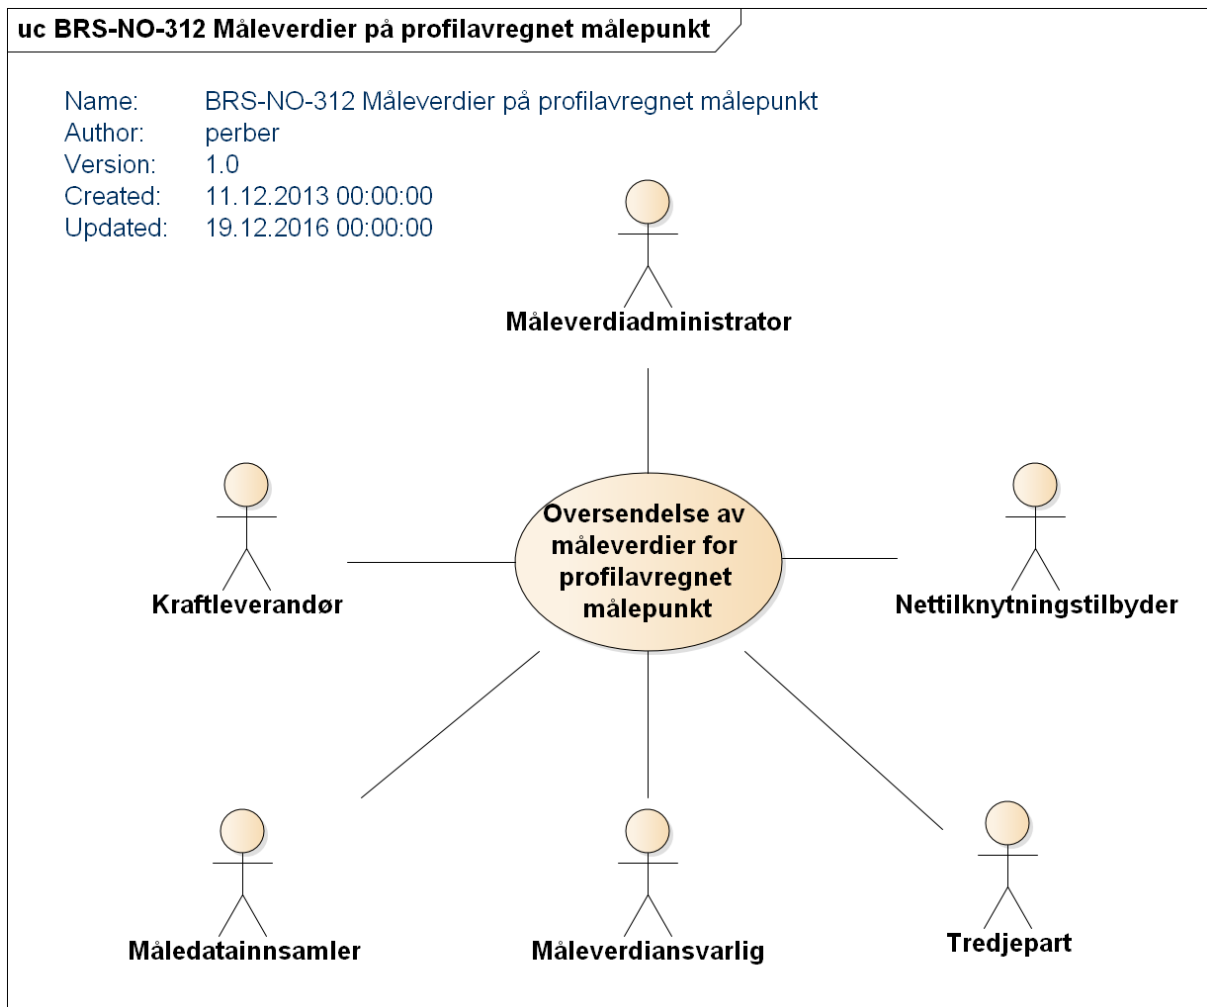 uc BRS-NO-312 Måleverdier på profilavregnet målepunkt
Name: BRS-NO-312 Måleverdier på profilavregnet målepunkt
Author: perber
Version: 1.0
Created: 11.12.2013 00:00:00
Updated: 19.12.2016 00:00:00
Måleverdiadministrator
Oversendelse av
måleverdier for
profilavregnet
målepunkt
Kraftleverandør
Nettilknytningstilbyder
Måledatainnsamler
Måleverdiansvarlig
Tredjepart